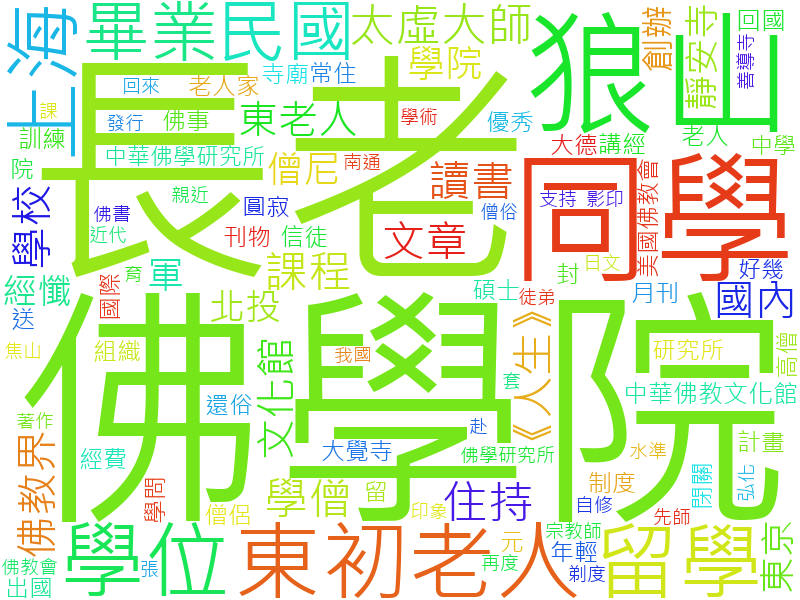 上海
畢業
民國
太虛大師
狼山
創辦
靜安寺
回國
善導寺
長老
回來
老人家
寺廟
常住
學院
課
發行
佛事
東老人
學術
優秀
訓練
大德
講經
老人
中學
院
中華佛學研究所
僧尼
南通
讀書
同學
美國佛教會
學校
佛書
親近
圓寂
僧俗
支持
影印
近代
刊物
信徒
文章
經懺
國際
軍
育
課程
封
日文
好幾
送
北投
碩士
徒弟
月刊
國內
佛學院
焦山
組織
文化館
我國
《人生》
研究所
高僧
還俗
套
中華佛教文化館
著作
佛教界
經費
大覺寺
赴
佛學研究所
水準
計畫
學問
學僧
留
住持
制度
閉關
弘化
僧侶
印象
自修
先師
學位
東初老人
元
宗教師
留學
東京
佛教會
張
再度
年輕
出國
剃度